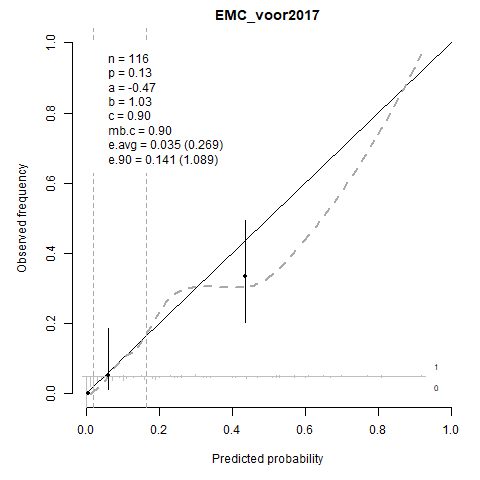 EMC_voor2017
n = 116
p = 0.13
a = -0.47
b = 1.03
c = 0.90
mb.c = 0.90
e.avg = 0.035 (0.269)
e.90 = 0.141 (1.089)
Observed frequency
1.0
0.8
0.6
0.4
0.2
0.0
1
0
0.0 0.2 0.4 0.6 0.8 1.0
Predicted probability